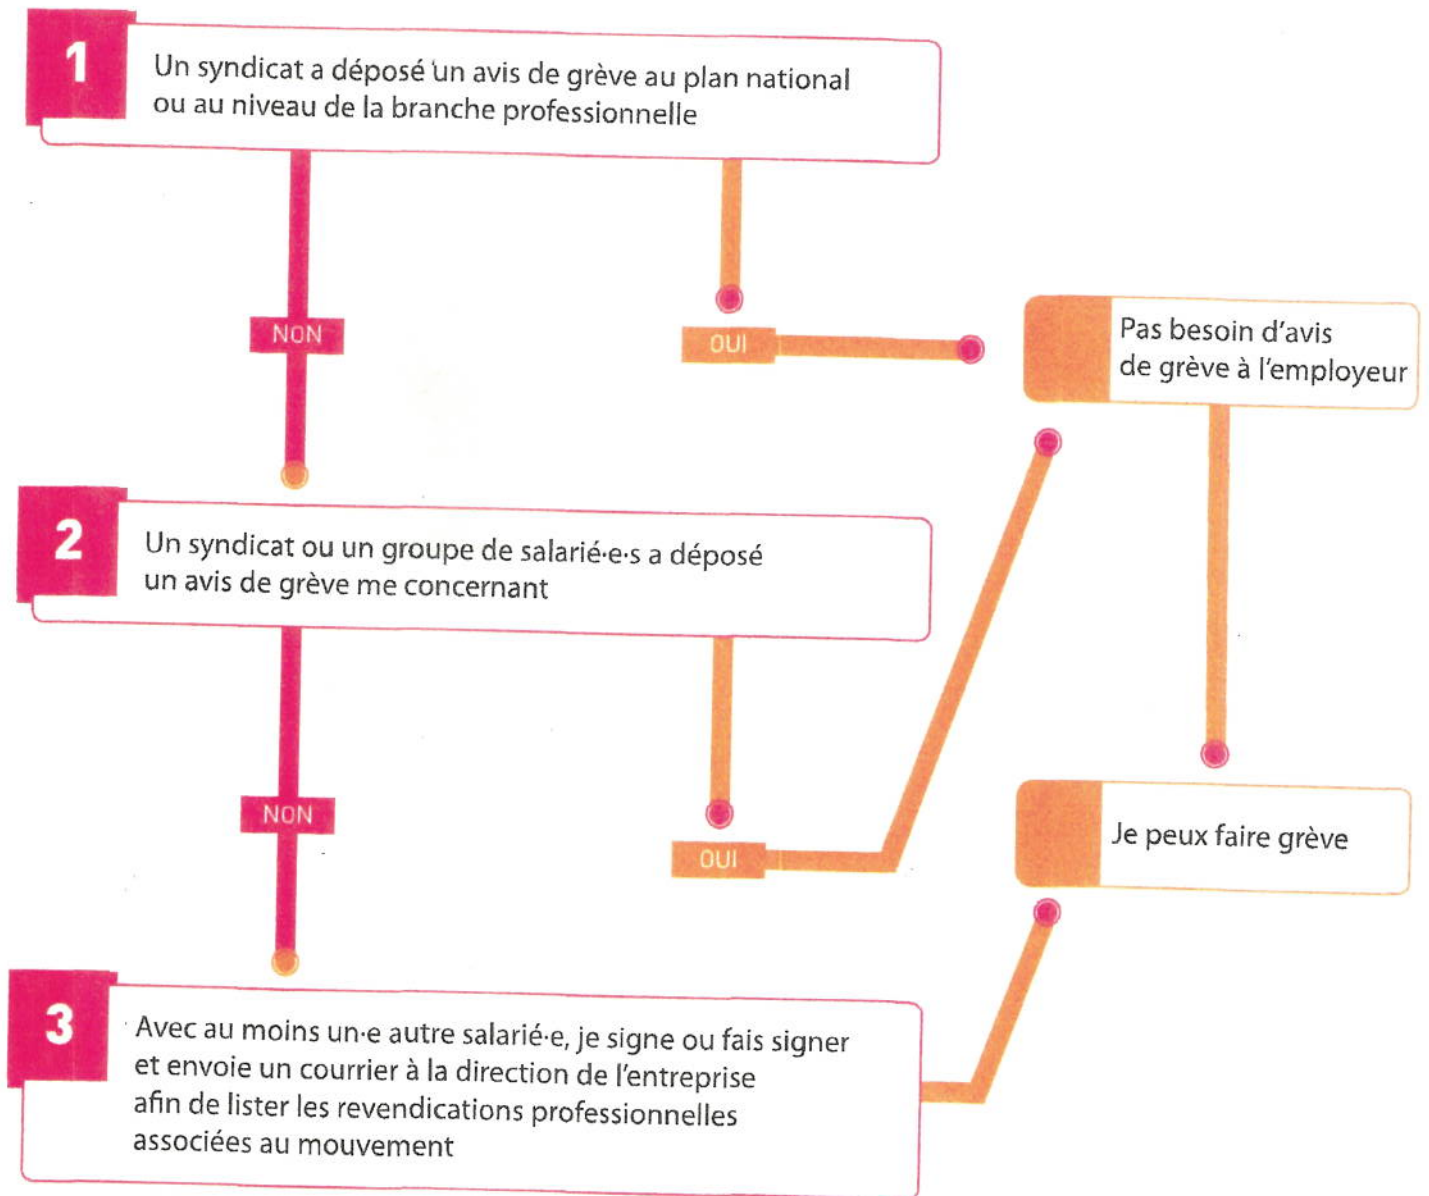 1
Un syndicat a déposé un avis de grève au plan national
ou au niveau de la branche professionnelle
NON
OUI
Pas besoin d'avis
de grève à l'employeur
2
Un syndicat ou un groupe de salarié·e·s a déposé
un avis de grève me concernant
NON
OUI
Je peux faire grève
3
Avec au moins un·e autre salarié·e, je signe ou fais signer
et envoie un courrier à la direction de l'entreprise
afin de lister les revendications professionnelles
associées au mouvement